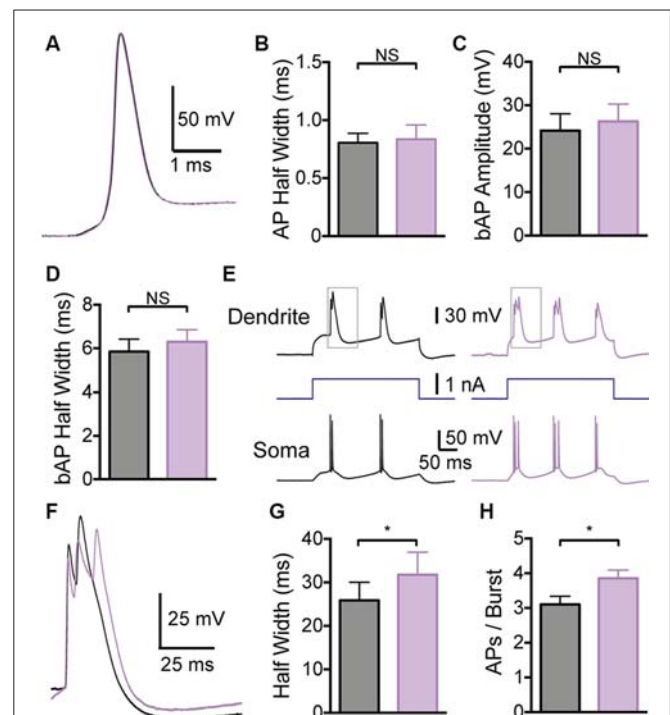 A
50 mV
1 ms
B
AP Half Width (ms)
1.5
1.0
0.5
0
NS
C
bAP Amplitude (mV)
40
30
20
10
0
NS
D
bAP Half Width (ms)
8
6
4
2
0
NS
E
Dendrite
30 mV
1 nA
Soma
50 mV
50 ms
F
25 mV
25 ms
G
Half Width (ms)
40
30
20
10
0
*
H
APs / Burst
5
4
3
2
1
0
*